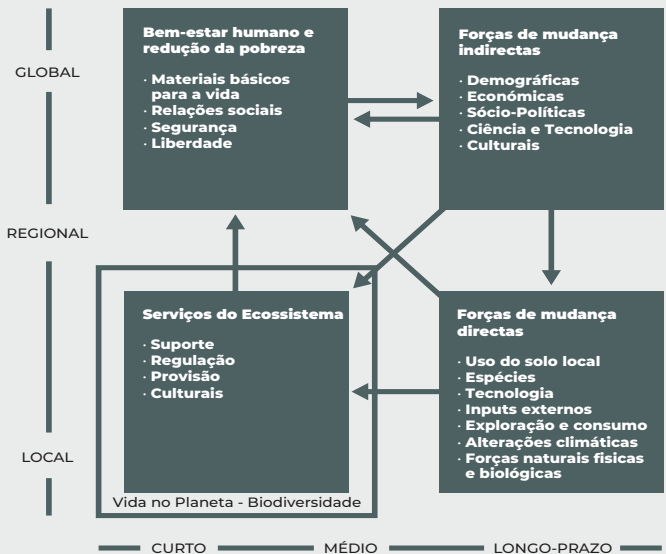 GLOBAL
REGIONAL
LOCAL
Bem-estar humano e
redução da pobreza
· Materiais básicos
para a vida
· Relações sociais
· Segurança
· Liberdade
Forças de mudança
indirectas
· Demográficas
· Económicas
· Sócio-Políticas
· Ciência e Tecnologia
· Culturais
Serviços do Ecossistema
· Suporte
· Regulação
· Provisão
· Culturais
Vida no Planeta - Biodiversidade
Forças de mudança
directas
· Uso do solo local
· Espécies
· Tecnologia
· Inputs externos
· Exploração e consumo
· Alterações climáticas
· Forças naturais fisicas
e biológicas
CURTO
MÉDIO
LONGO-PRAZO